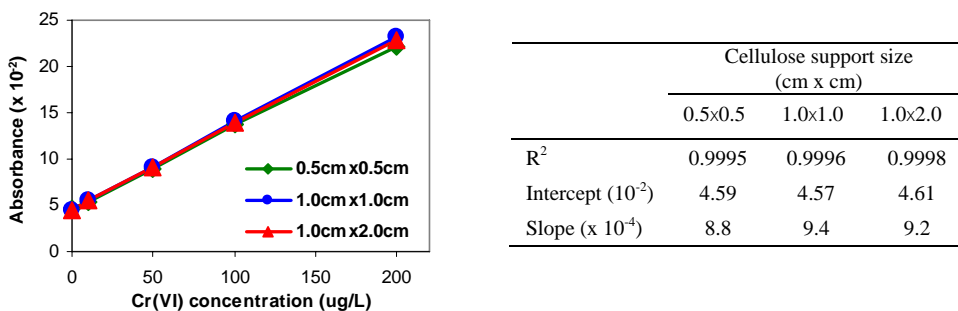 25
20
15
10
5
0
0 50 100 150 200
Absorbance (x 10⁻²)
Cr(VI) concentration (ug/L)
0.5cm x0.5cm
1.0cm x1.0cm
1.0cm x2.0cm
Cellulose support size
(cm x cm)
0.5x0.5 1.0x1.0 1.0x2.0
R² 0.9995 0.9996 0.9998
Intercept (10⁻²) 4.59 4.57 4.61
Slope (x 10⁻⁴) 8.8 9.4 9.2